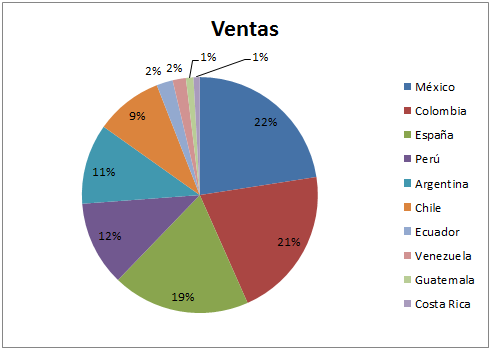 Ventas
1%
1%
2%
2%
22%
9%
11%
12%
21%
19%
México
Colombia
España
Perú
Argentina
Chile
Ecuador
Venezuela
Guatemala
Costa Rica